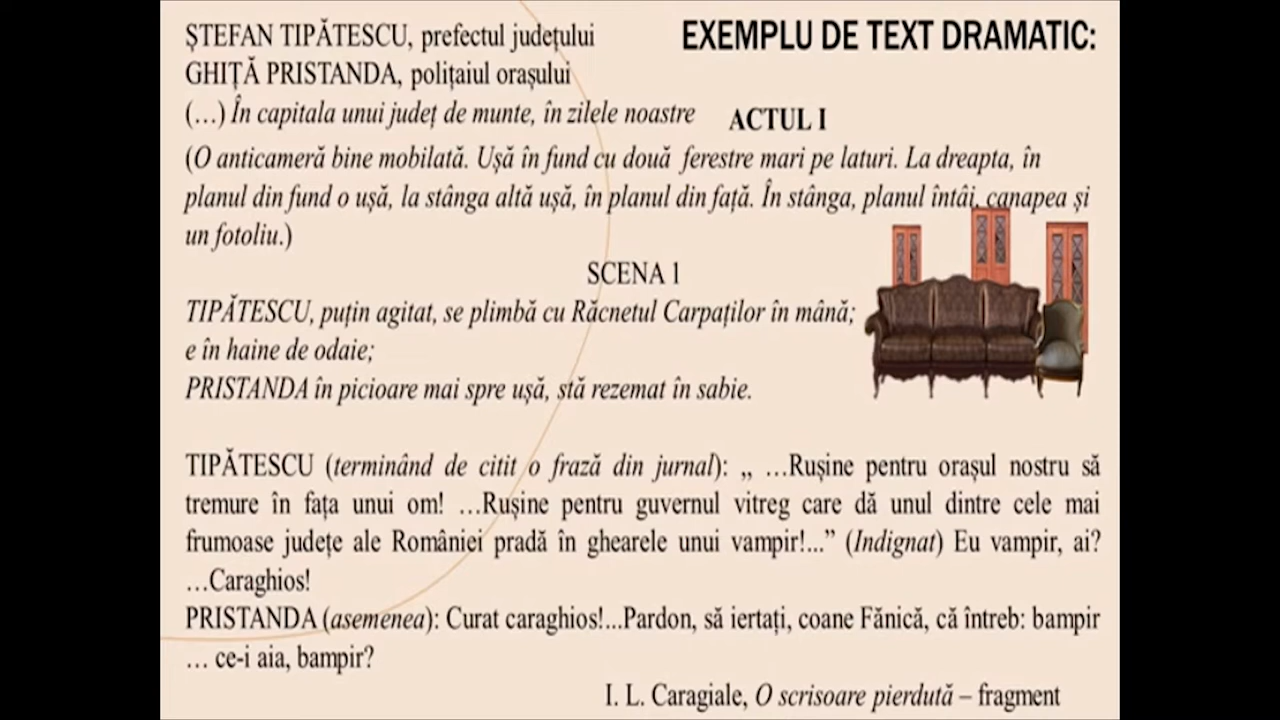 ȘTEFAN TIPĂTESCU, prefectul județului
EXEMPLU DE TEXT DRAMATIC:
GHIȚĂ PRISTANDA, polițaiul orașului
(…) În capitala unui județ de munte, în zilele noastre
ACTUL I
(O anticameră bine mobilată. Ușă în fund cu două ferestre mari pe laturi. La dreapta, în
planul din fund o ușă, la stânga altă ușă, în planul din față. În stânga, planul întâi, canapea și
un fotoliu.)
SCENA 1
TIPĂTESCU, puțin agitat, se plimbă cu Răcnetul Carpaților în mână;
e în haine de odaie;
PRISTANDA în picioare mai spre ușă, stă rezemat în sabie.
TIPĂTESCU (terminând de citit o frază din jurnal): „ …Rușine pentru orașul nostru să
tremure în fața unui om! …Rușine pentru guvernul vitreg care dă unul dintre cele mai
frumoase județe ale României pradă în ghearele unui vampir!...” (Indignat) Eu vampir, ai?
…Caraghios!
PRISTANDA (asemenea): Curat caraghios!...Pardon, să iertați, coane Fănică, că întreb: bampir
… ce-i aia, bampir?
I. L. Caragiale, O scrisoare pierdută – fragment